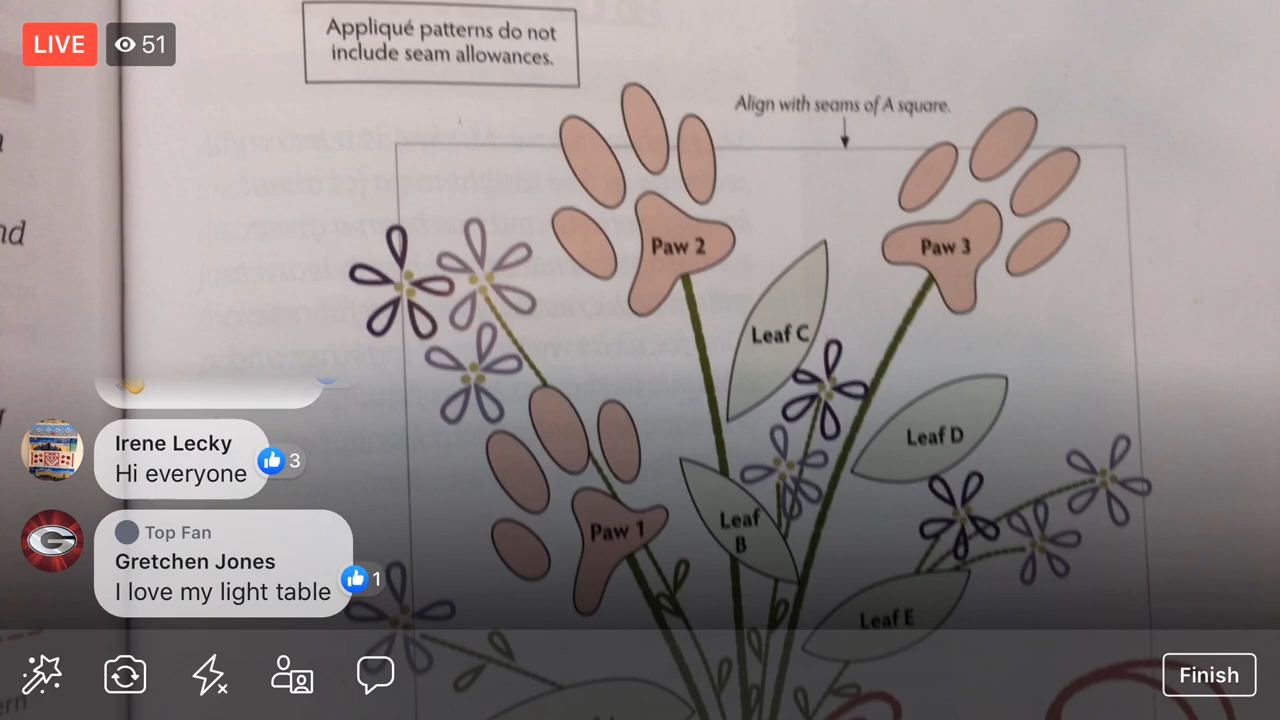 LIVE
51
Appliqué patterns do not
include seam allowances.
Align with seams of A square.
Paw 2
Paw 3
Leaf C
Leaf D
Irene Lecky
Hi everyone
3
Leaf
B
Paw 1
Top Fan
Gretchen Jones
I love my light table
1
Leaf E
Finish
nd
ern